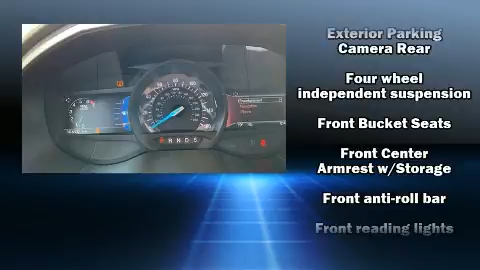 Exterior Parking
Camera Rear
Four wheel
independent suspension
Front Bucket Seats
Front Center
Armrest w/Storage
Front anti-roll bar
Front reading lights